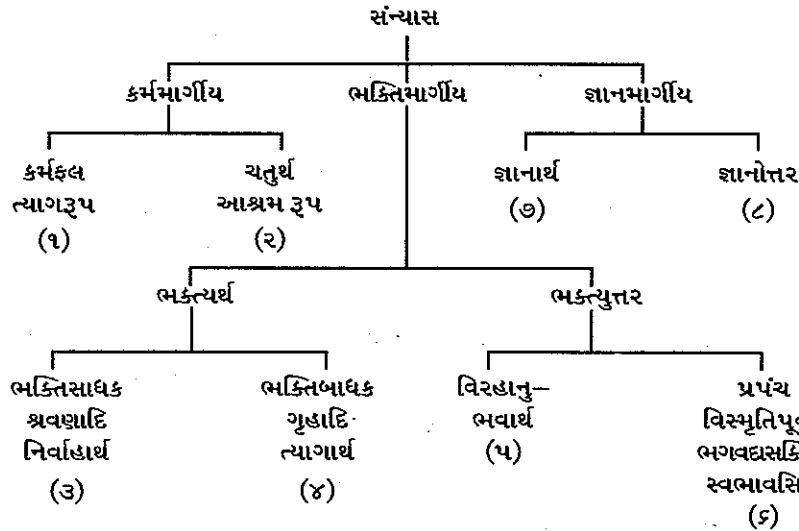 સંન્યાસ
કર્મમાર્ગીય ભક્તિમાર્ગીય જ્ઞાનમાર્ગીય
કર્મફલ ચતુર્થ જ્ઞાનાર્થ જ્ઞાનોત્તર
ત્યાગરૂપ આશ્રમ રૂપ (૭) (૮)
(૧) (૨)
ભક્ત્યર્થ ભક્ત્યુત્તર
ભક્તિસાધક ભક્તિબાધક વિરહાનુ– પ્રપંચ
શ્રવણાદિ ગૃહાદિ ભવાર્થ
નિર્વાહાર્થ ત્યાગાર્થ (૫)
(૩) (૪)
(૬)